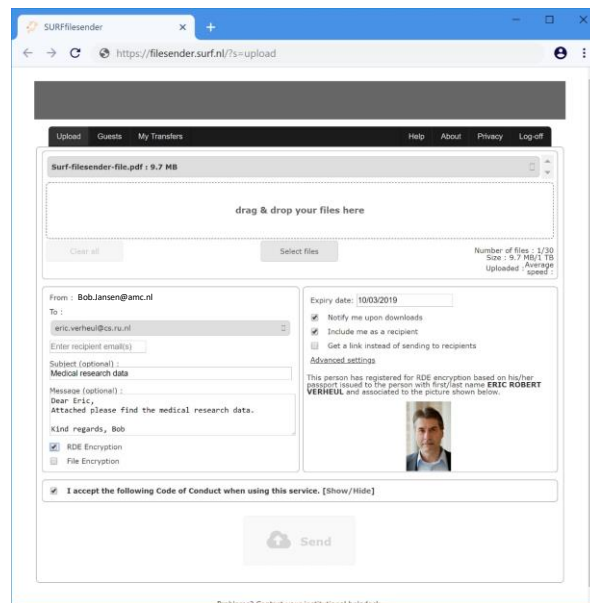 SURFfilesender
https://filesender.surf.nl/?s=upload
Upload Guests My Transfers Help About Privacy Log-off
Surf-filesender-file.pdf : 9.7 MB
drag & drop your files here
Clear all
Select files
Number of files : 1/30
Size : 9.7 MB/1 TB
Uploaded : Average speed :
From : Bob.Jansen@amc.nl
To :
eric.verheul@cs.ru.nl
Enter recipient email(s)
Subject (optional) :
Medical research data
Message (optional) :
Dear Eric,
Attached please find the medical research data.
Kind regards, Bob
RDE Encryption
File Encryption
Expiry date: 10/03/2019
Notify me upon downloads
Include me as a recipient
Get a link instead of sending to recipients
Advanced settings
This person has registered for RDE encryption based on his/her
passport issued to the person with first/last name ERIC ROBERT
VERHEUL and associated to the picture shown below.
I accept the following Code of Conduct when using this service. [Show/Hide]
Send